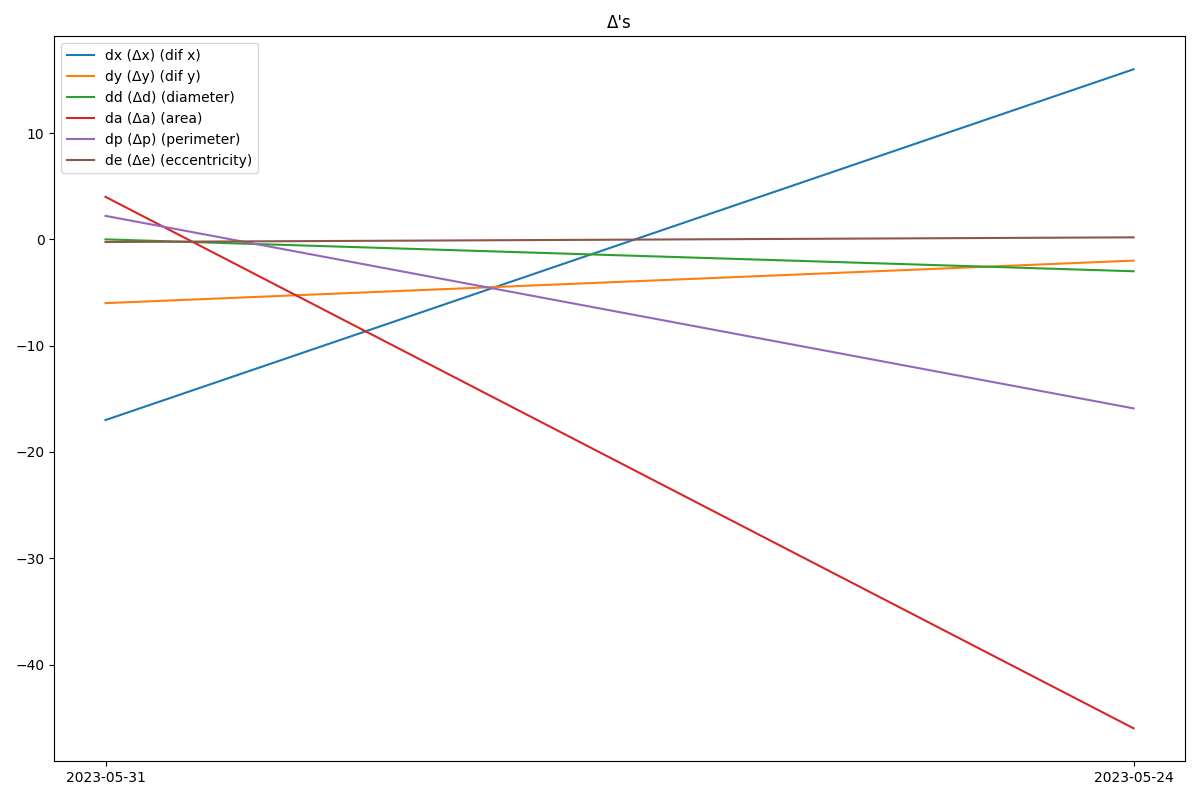 Δ's
dx (Δx) (dif x)
dy (Δy) (dif y)
dd (Δd) (diameter)
da (Δa) (area)
dp (Δp) (perimeter)
de (Δe) (eccentricity)
10
0
−10
−20
−30
−40
2023-05-31
2023-05-24